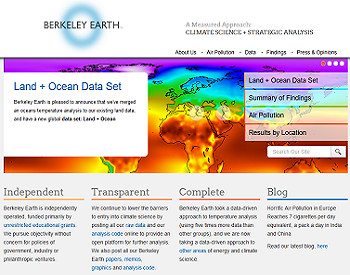 BERKELEY EARTH
A Measured Approach:
CLIMATE SCIENCE + STRATEGIC ANALYSIS
About Us Air Pollution Data Findings Press & Opinions
Land + Ocean Data Set
Berkeley Earth is pleased to announce that we've merged
an oceans temperature analysis to our existing land data,
and have a new global data set: Land + Ocean
Land + Ocean Data Set
Summary of Findings
Air Pollution
Results by Location
Search Our Site
Independent
Berkeley Earth is independently
operated, funded primarily by
unrestricted educational grants.
We pursue objectivity without
concern for policies of
government, industry or
philanthropic ventures.
Transparent
We continue to lower the barriers
to entry into climate science by
posting all our raw data and our
analysis code online to provide an
open platform for further analysis.
We also post all our Berkeley
Earth papers, memos,
graphics and analysis code.
Complete
Berkeley Earth took a data-driven
approach to temperature analysis
(using five times more data than
other groups), and we are now
taking a data-driven approach to
other areas of energy and climate
science.
Blog
Horrific Air Pollution in Europe
Reaches 7 cigarettes per day
equivalent, a pack a day in India
and China
Read our latest blog, here